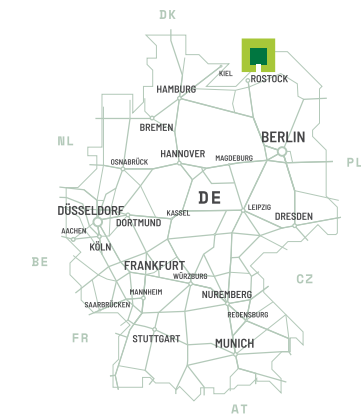 DK
KIEL
ROSTOCK
HAMBURG
BREMEN
BERLIN
NL
HANNOVER
MAGDEBURG
OSNABRÜCK
PL
DE
DÜSSELDORF
KASSEL
LEIPZIG
DORTMUND
DRESDEN
AACHEN
KÖLN
BE
FRANKFURT
WÜRZBURG
CZ
MANNHEIM
NUREMBERG
SAARBRÜCKEN
REGENSBURG
FR
STUTTGART
MUNICH
AT